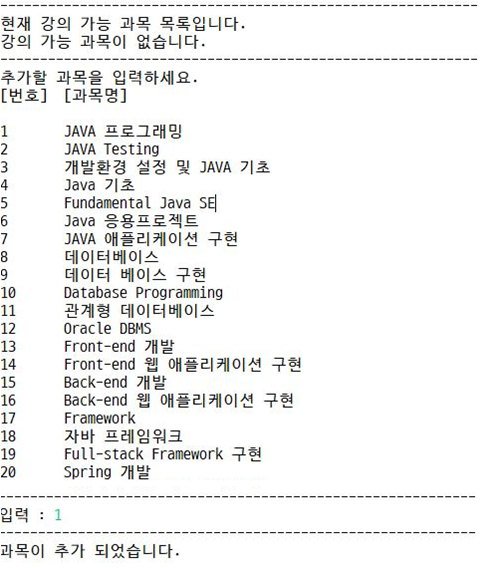 --------------------------------------------------------------
현재 강의 가능 과목 목록입니다.
강의 가능 과목이 없습니다.
--------------------------------------------------------------
추가할 과목을 입력하세요.
[번호] [과목명]
1 JAVA 프로그래밍
2 JAVA Testing
3 개발환경 설정 및 JAVA 기초
4 Java 기초
5 Fundamental Java SE
6 Java 응용프로젝트
7 JAVA 애플리케이션 구현
8 데이터베이스
9 데이터 베이스 구현
10 Database Programming
11 관계형 데이터베이스
12 Oracle DBMS
13 Front-end 개발
14 Front-end 웹 애플리케이션 구현
15 Back-end 개발
16 Back-end 웹 애플리케이션 구현
17 Framework
18 자바 프레임워크
19 Full-stack Framework 구현
20 Spring 개발
--------------------------------------------------------------
입력 : 1
--------------------------------------------------------------
과목이 추가 되었습니다.